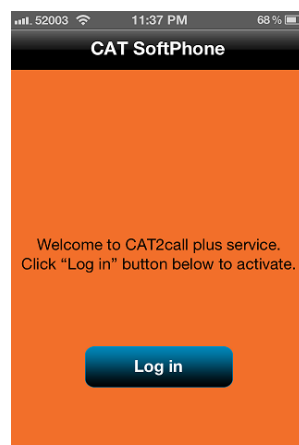 52003 11:37 PM 68 %
CAT SoftPhone
Welcome to CAT2call plus service.
Click “Log in” button below to activate.
Log in